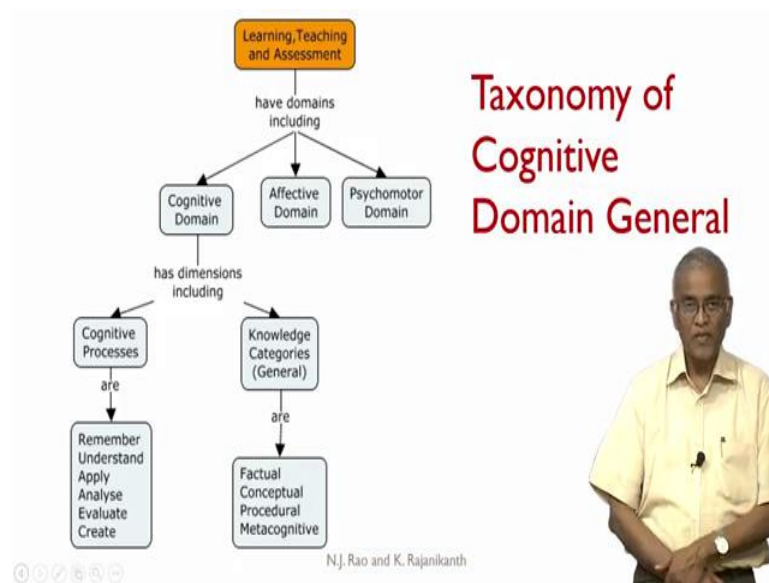 Learning,Teaching
and Assessment
have domains
including
Cognitive
Domain
Affective
Domain
Psychomotor
Domain
has dimensions
including
Cognitive
Processes
Knowledge
Categories
(General)
are
are
Remember
Understand
Apply
Analyse
Evaluate
Create
Factual
Conceptual
Procedural
Metacognitive
Taxonomy of
Cognitive
Domain General
N.J. Rao and K. Rajanikanth